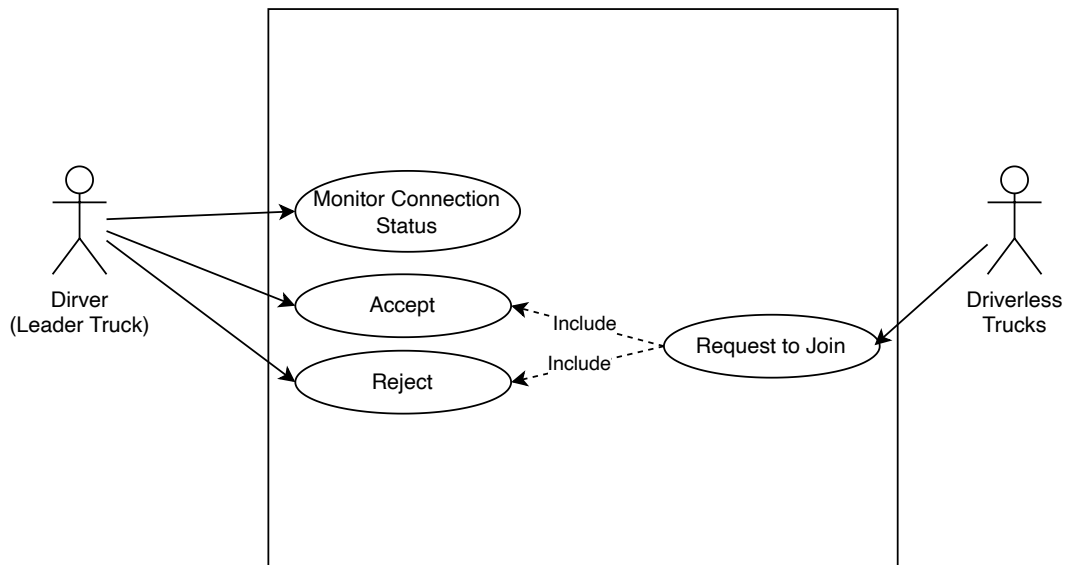 Monitor Connection
Status
Dirver
(Leader Truck)
Accept
Include
Request to Join
Include
Reject
Driverless
Trucks